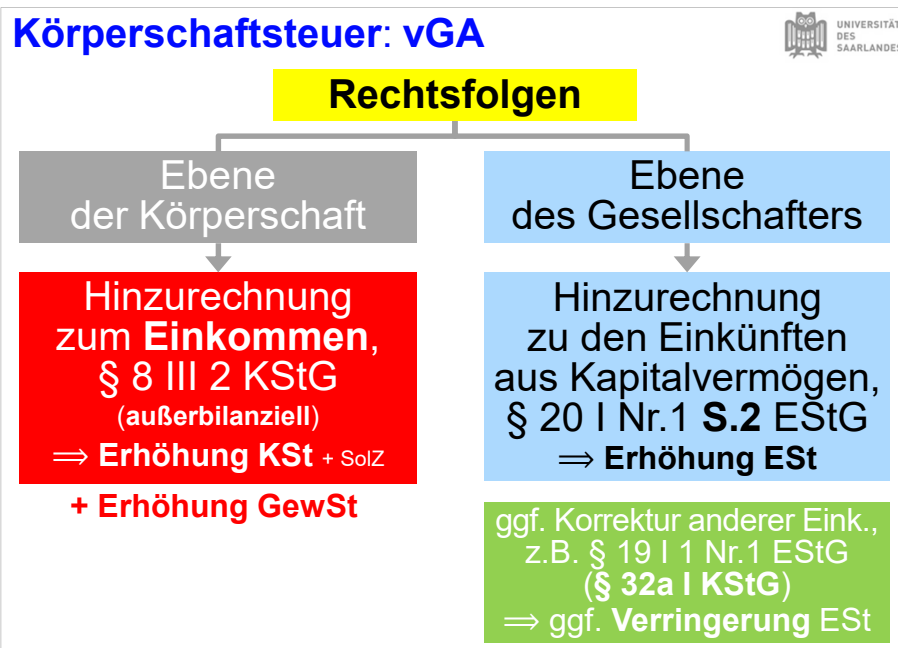 Körperschaftsteuer: vGA
UNIVERSITÄT
DES
SAARLANDES
Rechtsfolgen
Ebene
der Körperschaft
Hinzurechnung
zum Einkommen,
§ 8 III 2 KStG
(außerbilanziell)
⟹ Erhöhung KSt + SolZ
+ Erhöhung GewSt
Ebene
des Gesellschafters
Hinzurechnung
zu den Einkünften
aus Kapitalvermögen,
§ 20 I Nr.1 S.2 EStG
⟹ Erhöhung ESt
ggf. Korrektur anderer Eink.,
z.B. § 19 I 1 Nr.1 EStG
(§ 32a I KStG)
⟹ ggf. Verringerung ESt